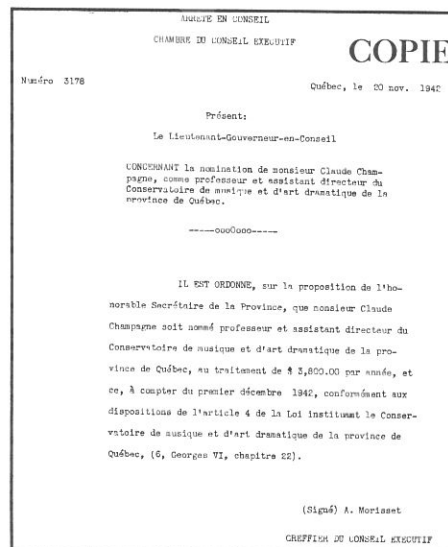 ARRETE EN CONSEIL
CHAMBRE DU CONSEIL EXECUTIF
COPIE
Numéro 3178
Québec, le 20 nov. 1942
Présent:
Le Lieutenant-Gouverneur-en-Conseil
CONCERNANT la nomination de monsieur Claude Cham-
pagne, comme professeur et assistant directeur du
Conservatoire de musique et d'art dramatique de la
province de Québec.
-----oooOooo-----
IL EST ORDONNE, sur la proposition de l'ho-
norable Secrétaire de la Province, que monsieur Claude
Champagne soit nommé professeur et assistant directeur du
Conservatoire de musique et d'art dramatique de la pro-
vince de Québec, au traitement de $ 3,800.00 par année, et
ce, à compter du premier décembre 1942, conformément aux
dispositions de l'article 4 de la Loi instituant le Conser-
vatoire de musique et d'art dramatique de la province de
Québec, (6, Georges VI, chapitre 22).
(Signé) A. Morisset
GREFFIER DU CONSEIL EXECUTIF